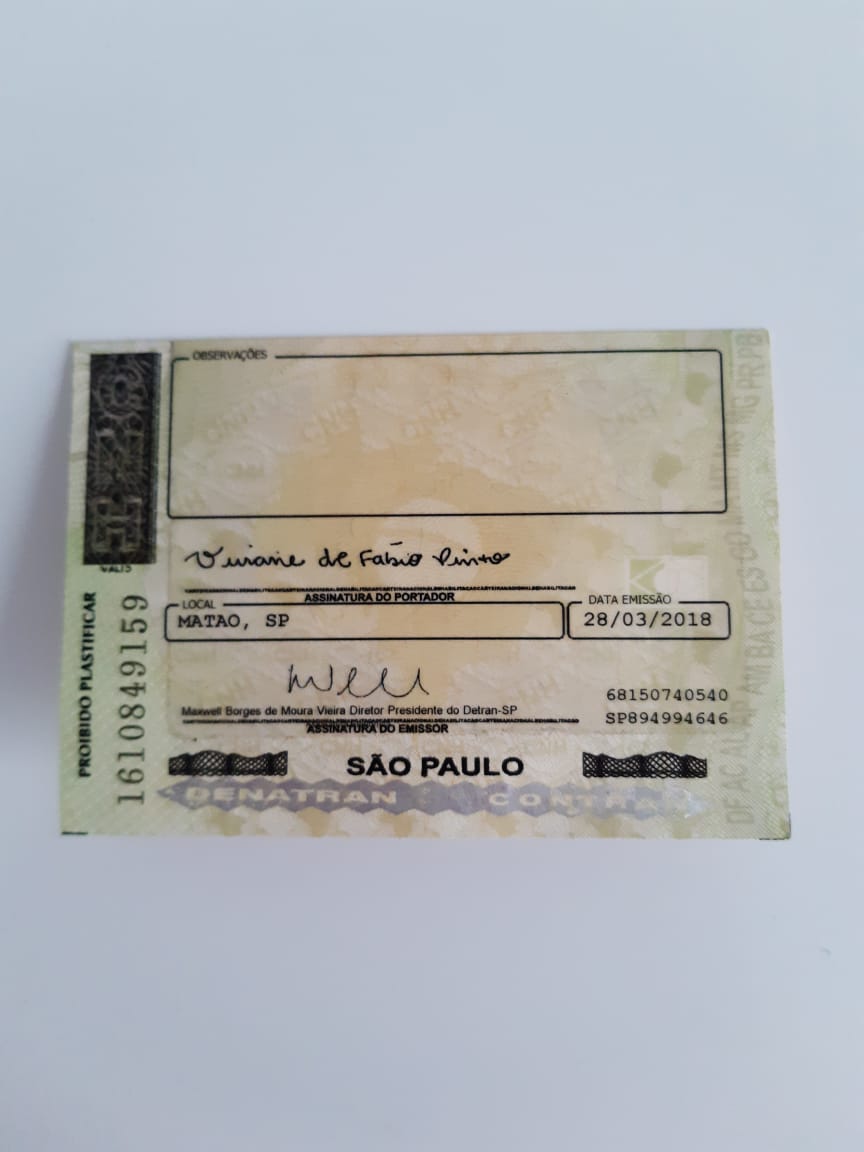 OBSERVAÇÕES
Viviane de Fabio Pinto
ASSINATURA DO PORTADOR
LOCAL
MATAO, SP
DATA EMISSÃO
28/03/2018
Maxwell Borges de Moura Vieira Diretor Presidente do Detran-SP
ASSINATURA DO EMISSOR
68150740540
SP894994646
SÃO PAULO
DENATRAN CONTRAN
PROIBIDO PLASTIFICAR
1610849159